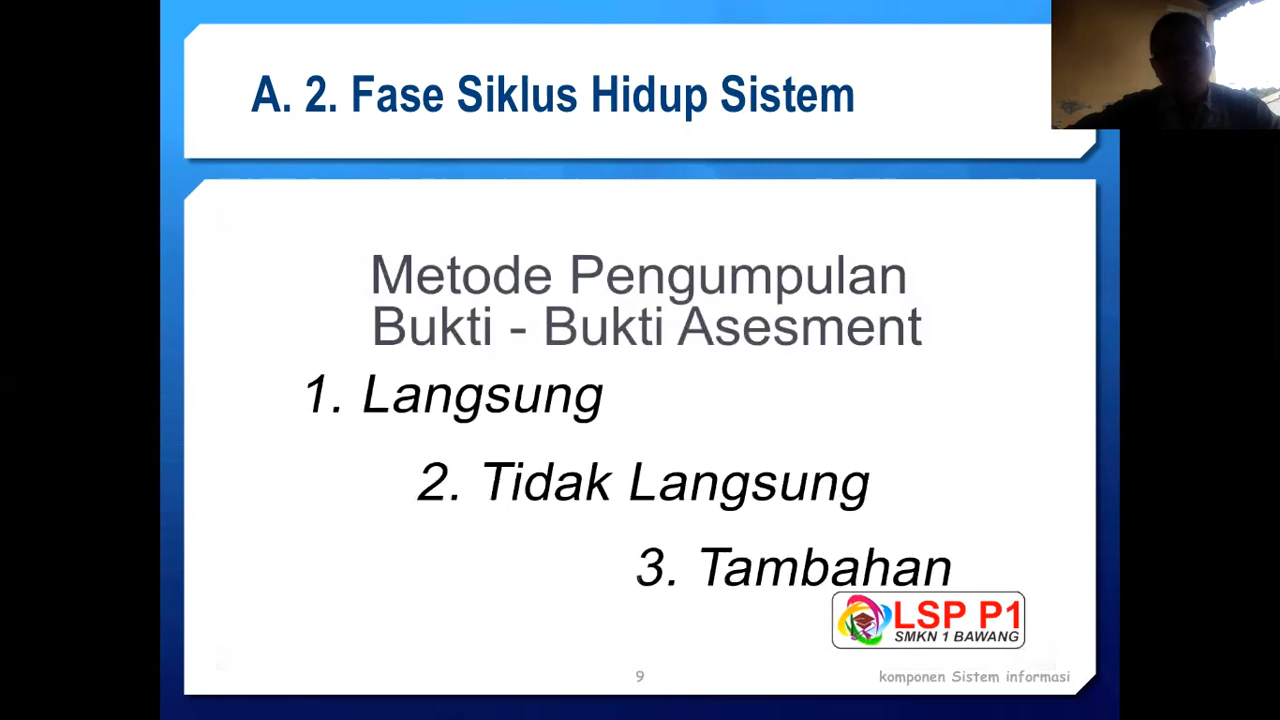 A. 2. Fase Siklus Hidup Sistem
Metode Pengumpulan
Bukti - Bukti Asesment
1. Langsung
2. Tidak Langsung
3. Tambahan
LSP P1
SMKN 1 BAWANG
9
komponen Sistem informasi